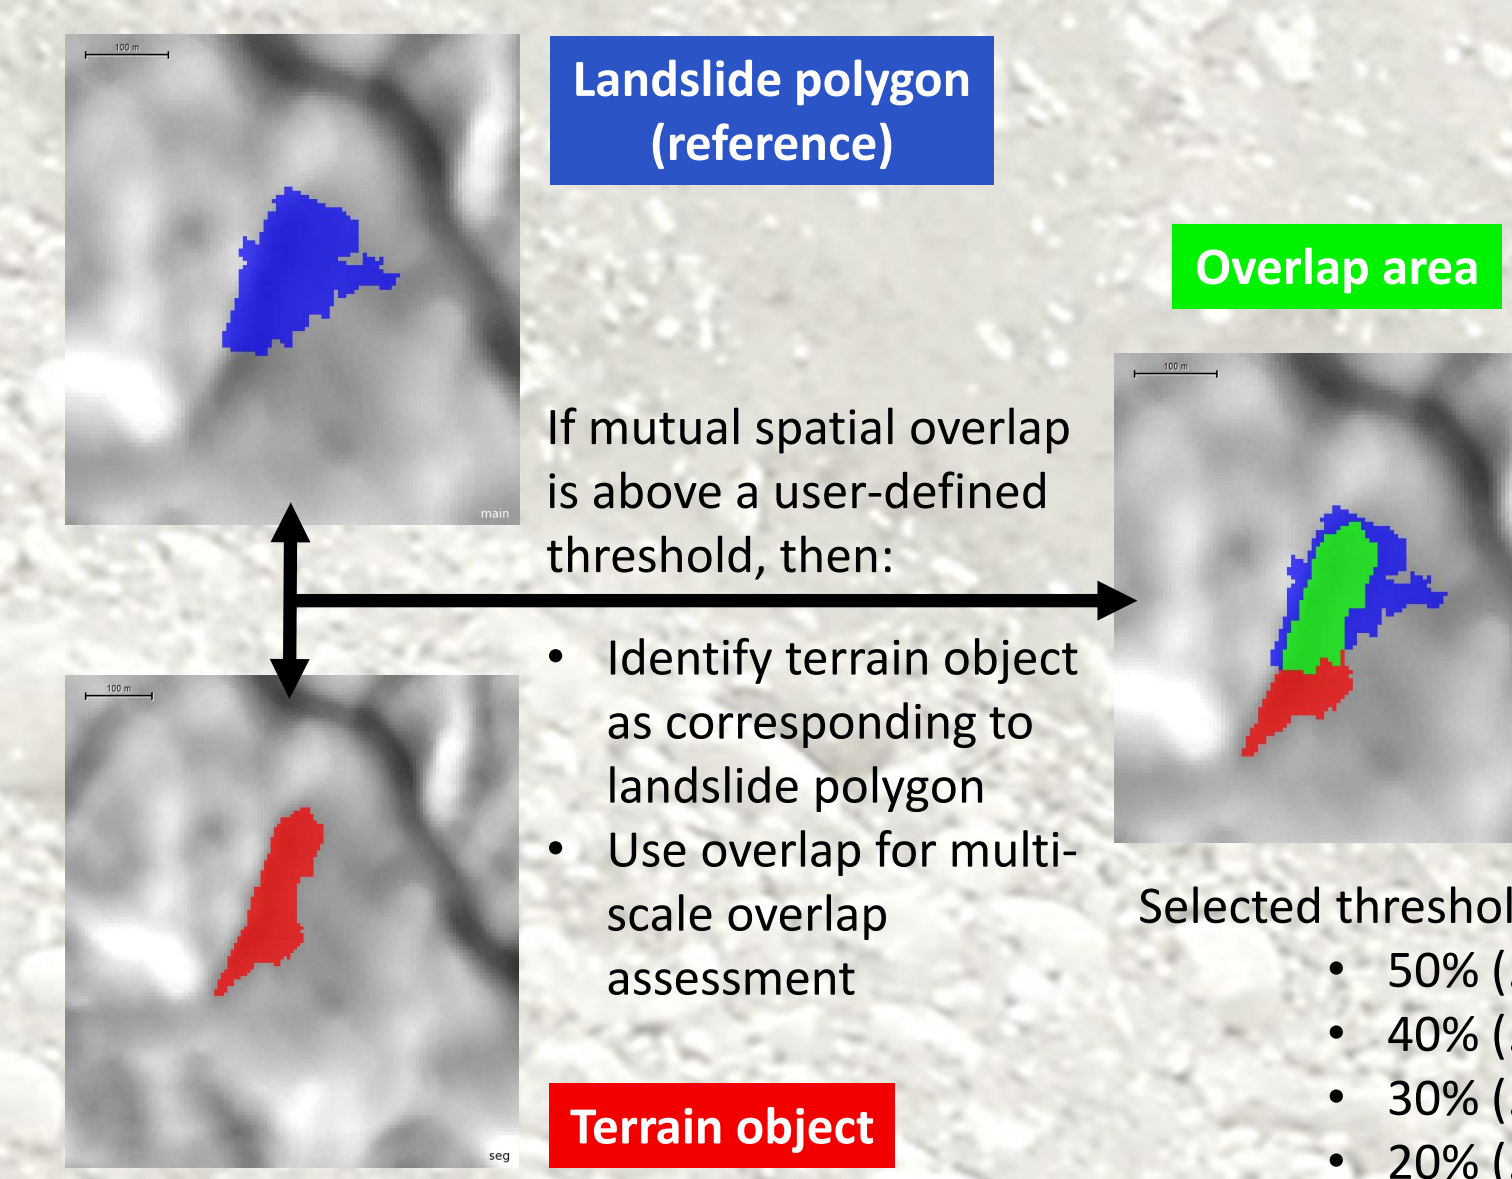 100 m
Landslide polygon
(reference)
main
Overlap area
100 m
If mutual spatial overlap
is above a user-defined
threshold, then:
• Identify terrain object
as corresponding to
landslide polygon
• Use overlap for multi-
scale overlap
assessment
100 m
seg
Terrain object
Selected
• 50% (
• 40% (
• 30% (
• 20% (